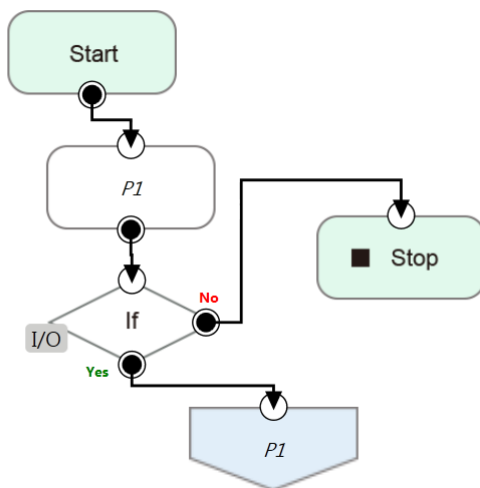 Start
P1
No
Stop
If
I/O
Yes
P1